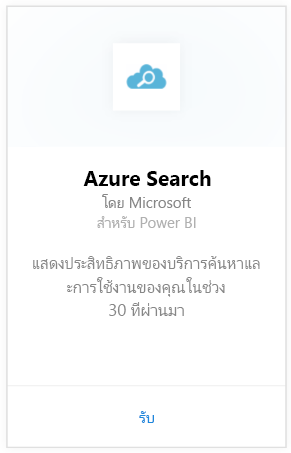 Azure Search
โดย Microsoft
สำหรับ Power BI
แสดงประสิทธิภาพของบริการค้นหาแล
ะการใช้งานของคุณในช่วง
30 ทีผ่านมา
รับ